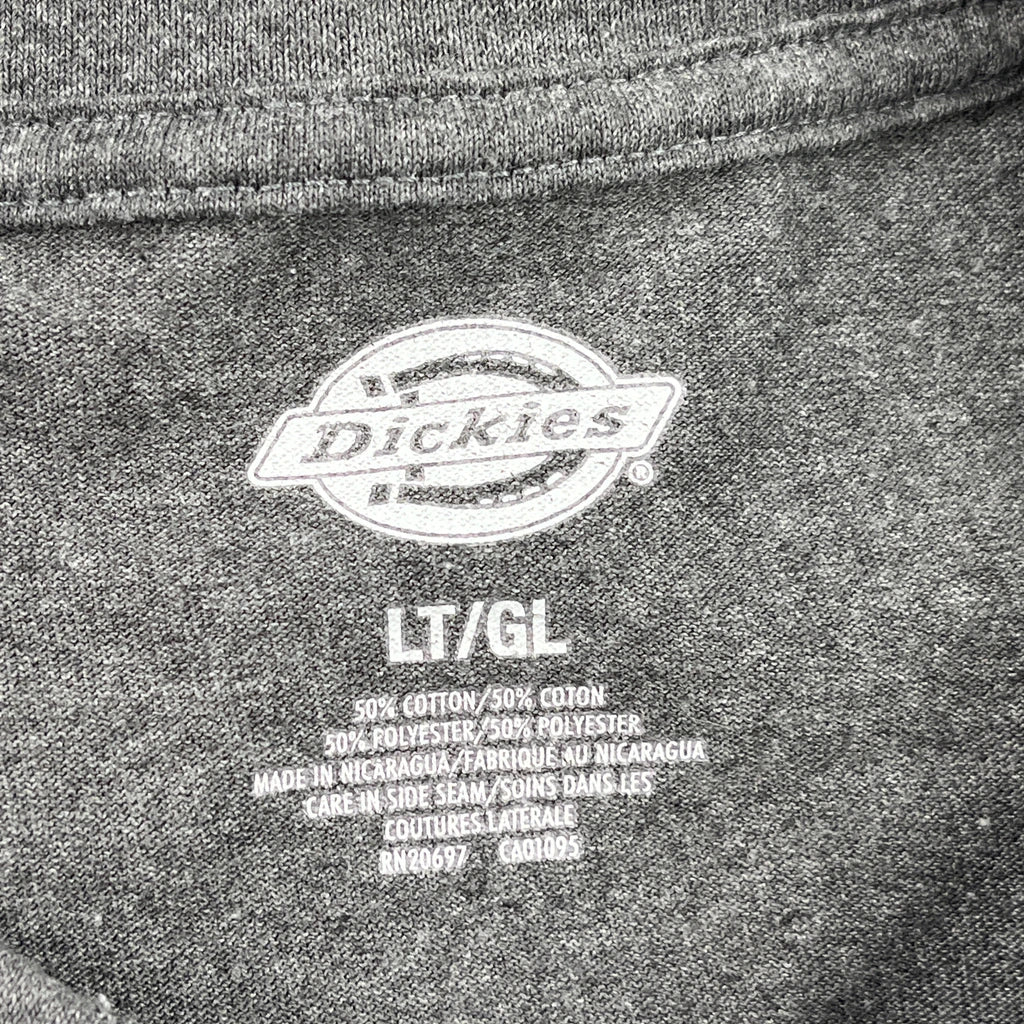 Dickies®
LT/GL
50% COTTON/50% COTON
50% POLYESTER/50% POLYESTER
MADE IN NICARAGUA/FABRIQUÉ AU NICARAGUA
CARE IN SIDE SEAM/SOINS DANS LES
COUTURES LATÉRALE
RN20697 CA01095